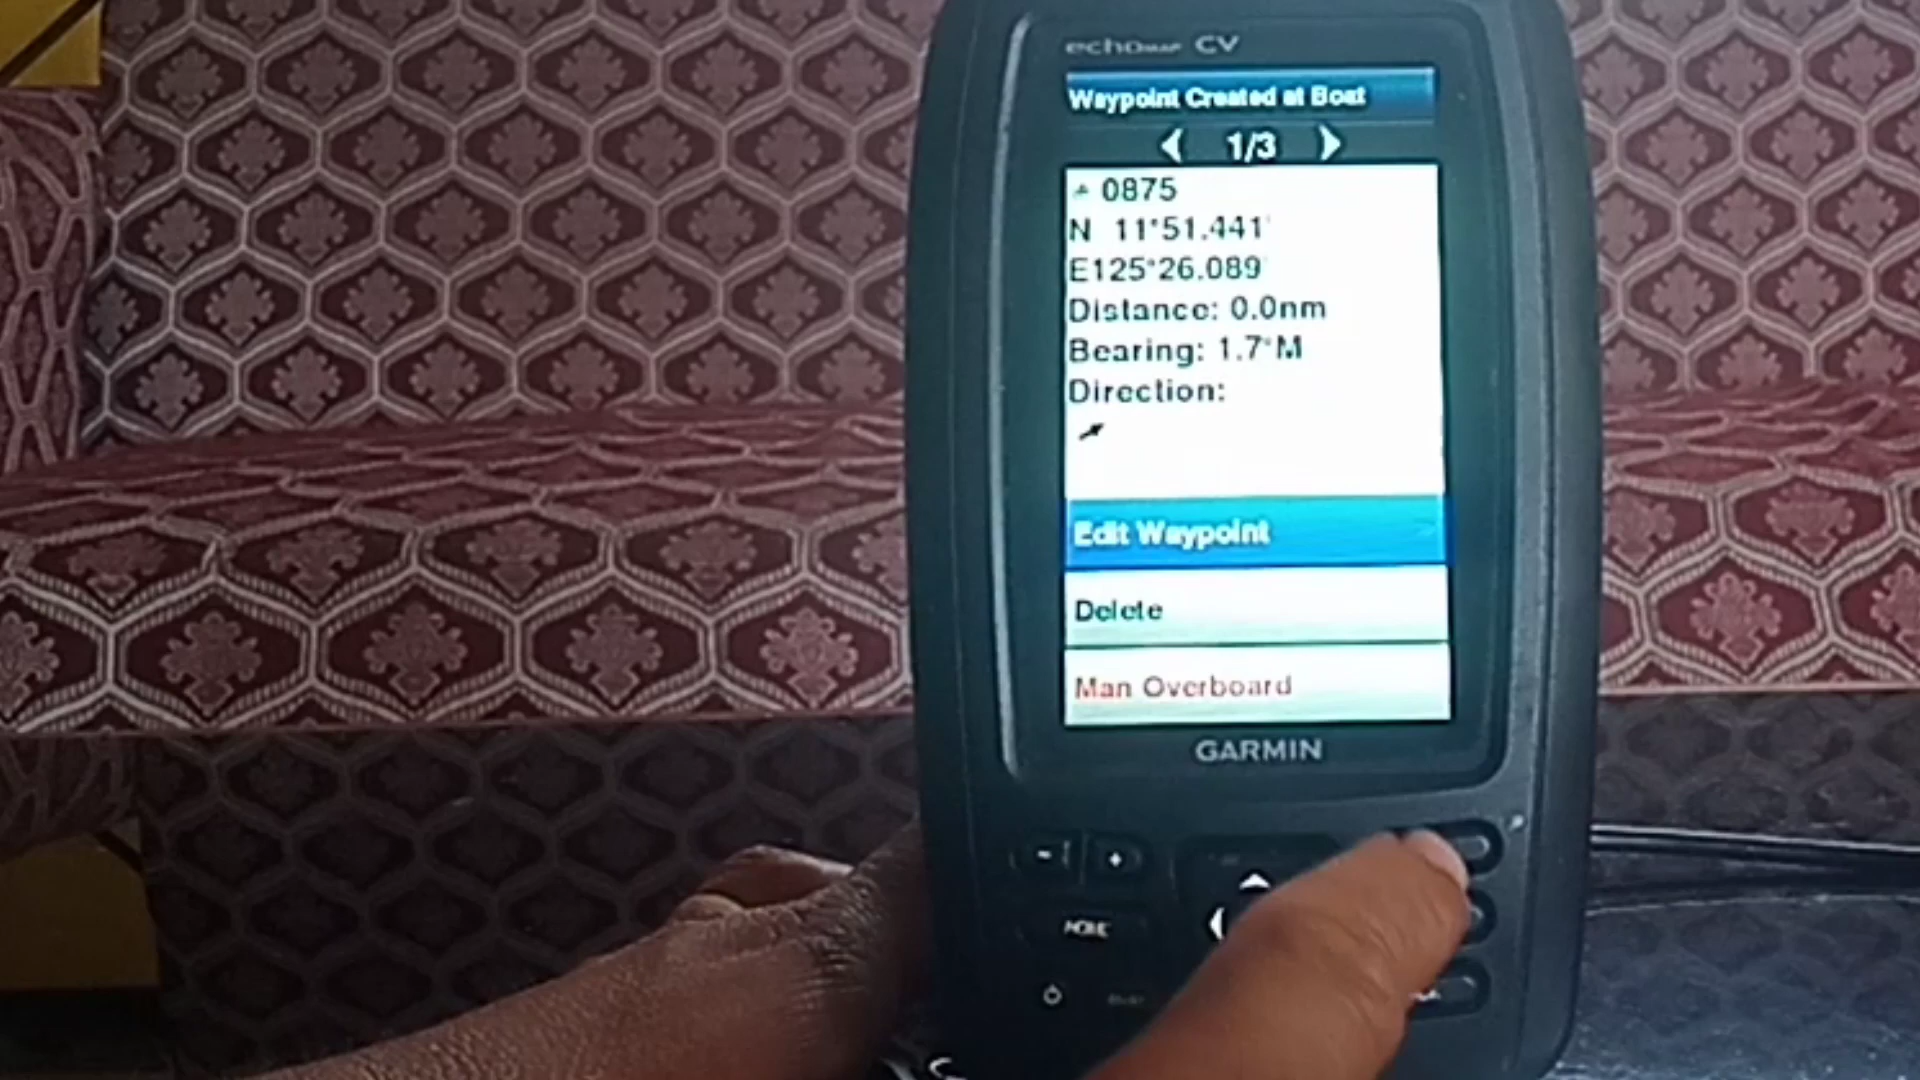 echoMAP CV
Waypoint Created at Boat
1/3
0875
N 11°51.441'
E125°26.089'
Distance: 0.0nm
Bearing: 1.7°M
Direction:
Edit Waypoint
Delete
Man Overboard
GARMIN
- +
HOME